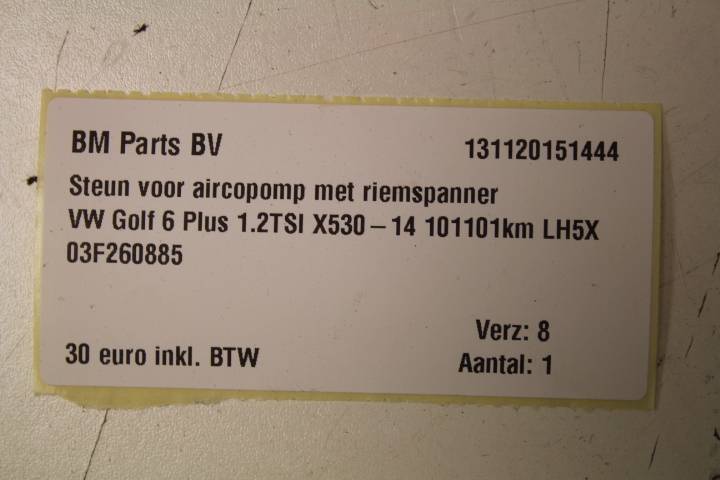 BM Parts BV 131120151444
Steun voor aircopomp met riemspanner
VW Golf 6 Plus 1.2TSI X530 – 14 101101km LH5X
03F260885
Verz: 8
30 euro inkl. BTW Aantal: 1